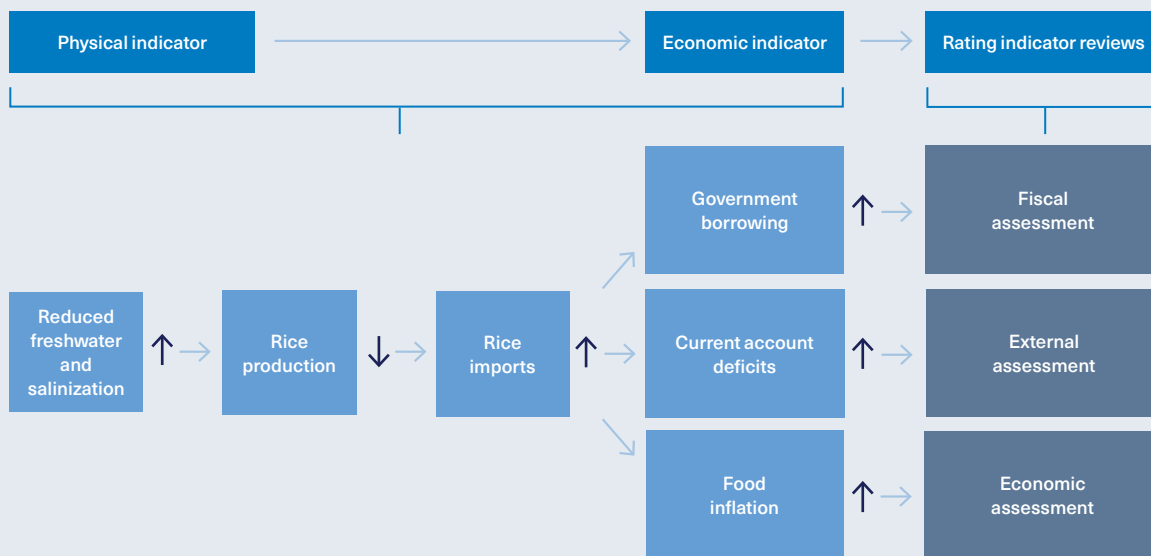 Physical indicator
Economic indicator
Rating indicator reviews
Government
borrowing
Fiscal
assessment
Reduced
freshwater
and
salinization
Rice
production
Rice
imports
Current account
deficits
External
assessment
Food
inflation
Economic
assessment